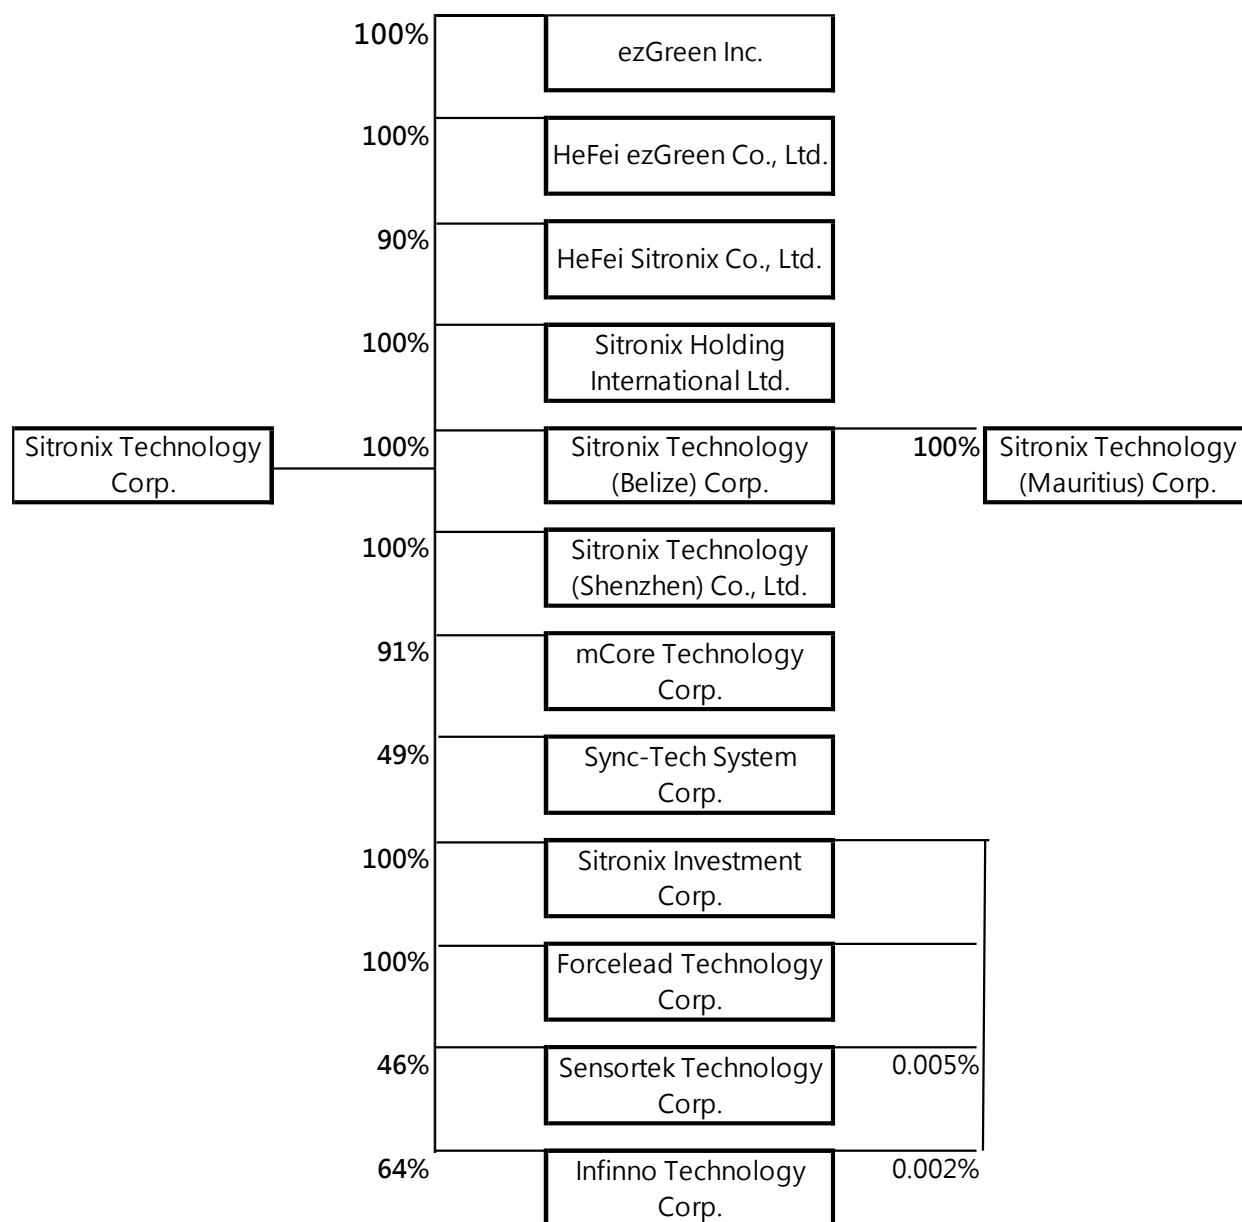 100%
ezGreen Inc.
100%
HeFei ezGreen Co., Ltd.
90%
HeFei Sitronix Co., Ltd.
100%
Sitronix Holding
International Ltd.
Sitronix Technology
Corp.
100%
Sitronix Technology
(Belize) Corp.
100%
Sitronix Technology
(Mauritius) Corp.
100%
Sitronix Technology
(Shenzhen) Co., Ltd.
91%
mCore Technology
Corp.
49%
Sync-Tech System
Corp.
100%
Sitronix Investment
Corp.
100%
Forcelead Technology
Corp.
46%
Sensortek Technology
Corp.
0.005%
64%
Infinno Technology
Corp.
0.002%